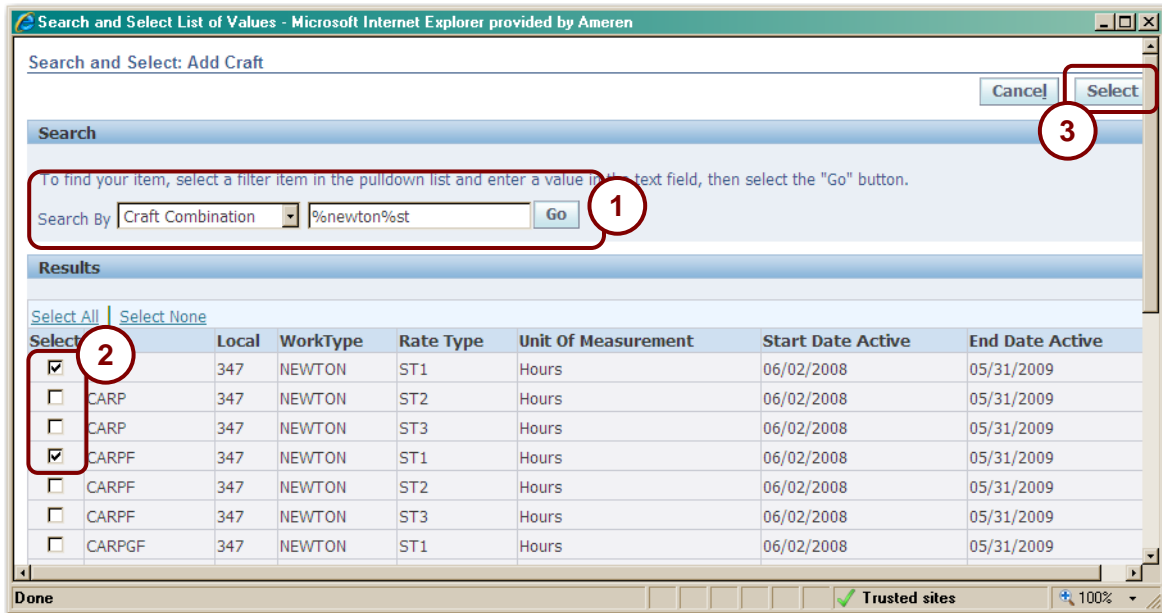 Search and Select List of Values - Microsoft Internet Explorer provided by Ameren
Search and Select: Add Craft
Cancel Select
3
Search
To find your item, select a filter item in the pulldown list and enter a value in the text field, then select the "Go" button.
1
Search By Craft Combination %newton%st Go
Results
Select All | Select None
Select Local WorkType Rate Type Unit Of Measurement Start Date Active End Date Active
2
347 NEWTON ST1 Hours 06/02/2008 05/31/2009
CARP 347 NEWTON ST2 Hours 06/02/2008 05/31/2009
CARP 347 NEWTON ST3 Hours 06/02/2008 05/31/2009
CARPF 347 NEWTON ST1 Hours 06/02/2008 05/31/2009
CARPF 347 NEWTON ST2 Hours 06/02/2008 05/31/2009
CARPF 347 NEWTON ST3 Hours 06/02/2008 05/31/2009
CARPGF 347 NEWTON ST1 Hours 06/02/2008 05/31/2009
Done Trusted sites 100%